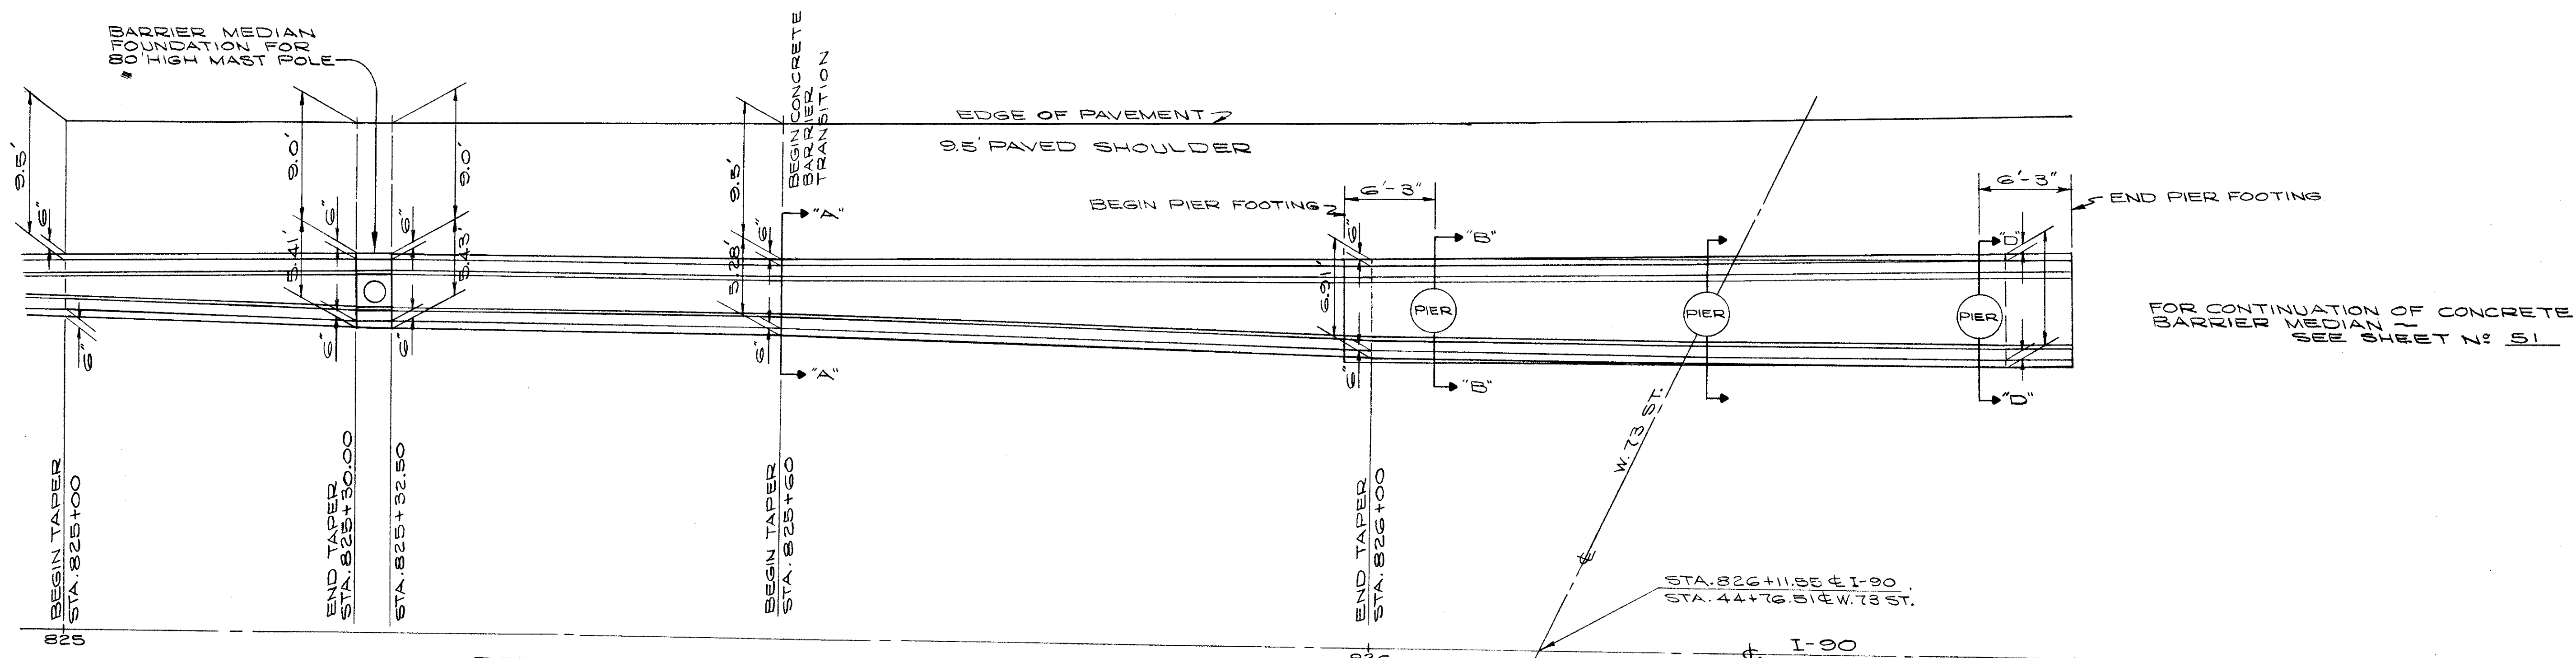 BARRIER MEDIAN
FOUNDATION FOR
80' HIGH MAST POLE
BEGIN CONCRETE
BARRIER
TRANSITION
EDGE OF PAVEMENT
9.5' PAVED SHOULDER
9.5'
6"
6"
9.0'
5.41'
6"
6"
9.0'
5.43'
6"
6"
9.5'
5.28'
6"
6"
"A"
"A"
BEGIN PIER FOOTING
6'-3"
6.91'
6"
6"
"B"
"B"
PIER
PIER
PIER
6'-3"
END PIER FOOTING
"D"
"D"
FOR CONTINUATION OF CONCRETE
BARRIER MEDIAN ~
SEE SHEET Nº 51
BEGIN TAPER
STA. 825+00
END TAPER
STA. 825+30.00
STA. 825+32.50
BEGIN TAPER
STA. 825+60
END TAPER
STA. 826+00
W. 73 ST.
℄
STA. 826+11.55 ℄ I-90
STA. 44+76.51 ℄ W. 73 ST.
825
℄ I-90